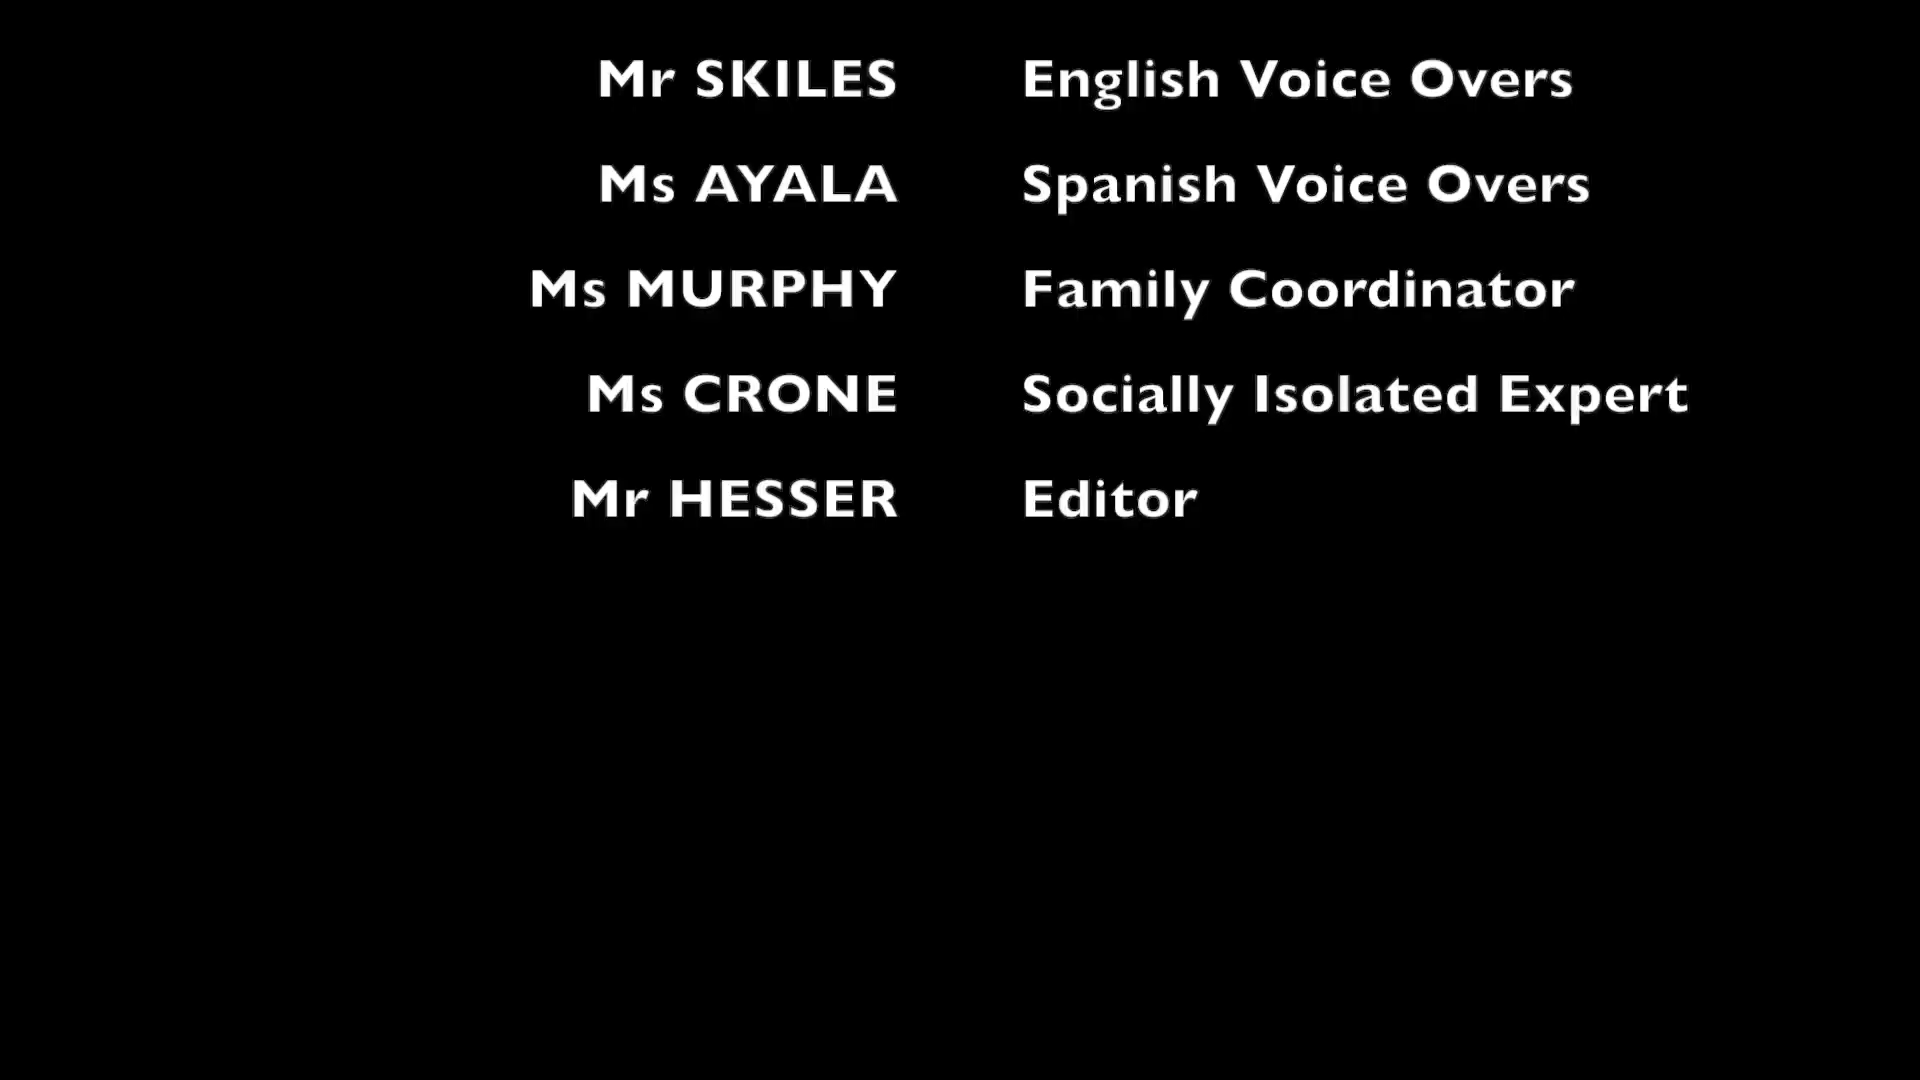 Mr SKILES English Voice Overs
Ms AYALA Spanish Voice Overs
Ms MURPHY Family Coordinator
Ms CRONE Socially Isolated Expert
Mr HESSER Editor